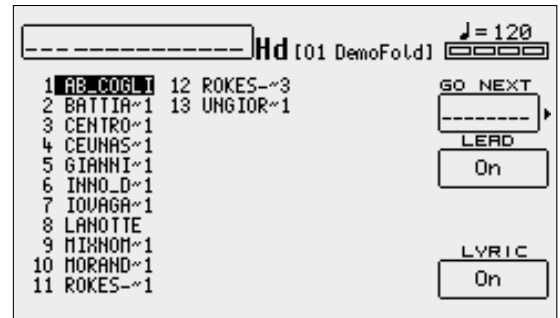 --- ---------------
Hd [01 DemoFold]
♩= 120
1 AB_COGLI
2 BATTIA~1
3 CENTRO~1
4 CEUNAS~1
5 GIANNI~1
6 INNO_D~1
7 IOVAGA~1
8 LANOTTE
9 MIXNOM~1
10 MORAND~1
11 ROKES-~1
12 ROKES-~3
13 UNGIOR~1
GO NEXT
--------
LEAD
On
LYRIC
On